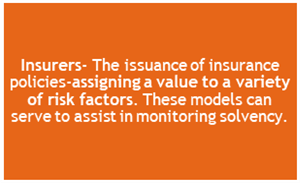 Insurers- The issuance of insurance
policies-assigning a value to a variety
of risk factors. These models can
serve to assist in monitoring solvency.